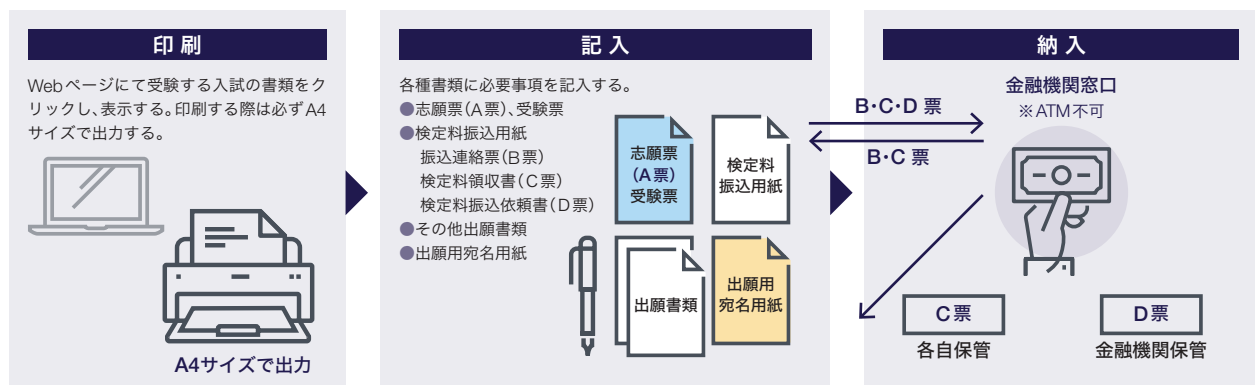 印刷
Webページにて受験する入試の書類をク
リックし、表示する。印刷する際は必ずA4
サイズで出力する。
A4サイズで出力
記入
各種書類に必要事項を記入する。
●志願票(A票)、受験票
●検定料振込用紙
振込連絡票(B票)
検定料領収書(C票)
検定料振込依頼書(D票)
●その他出願書類
●出願用宛名用紙
志願票
(A票)
受験票
検定料
振込用紙
出願書類
出願用
宛名用紙
納入
金融機関窓口
※ATM不可
B・C・D 票
B・C 票
C票
各自保管
D票
金融機関保管